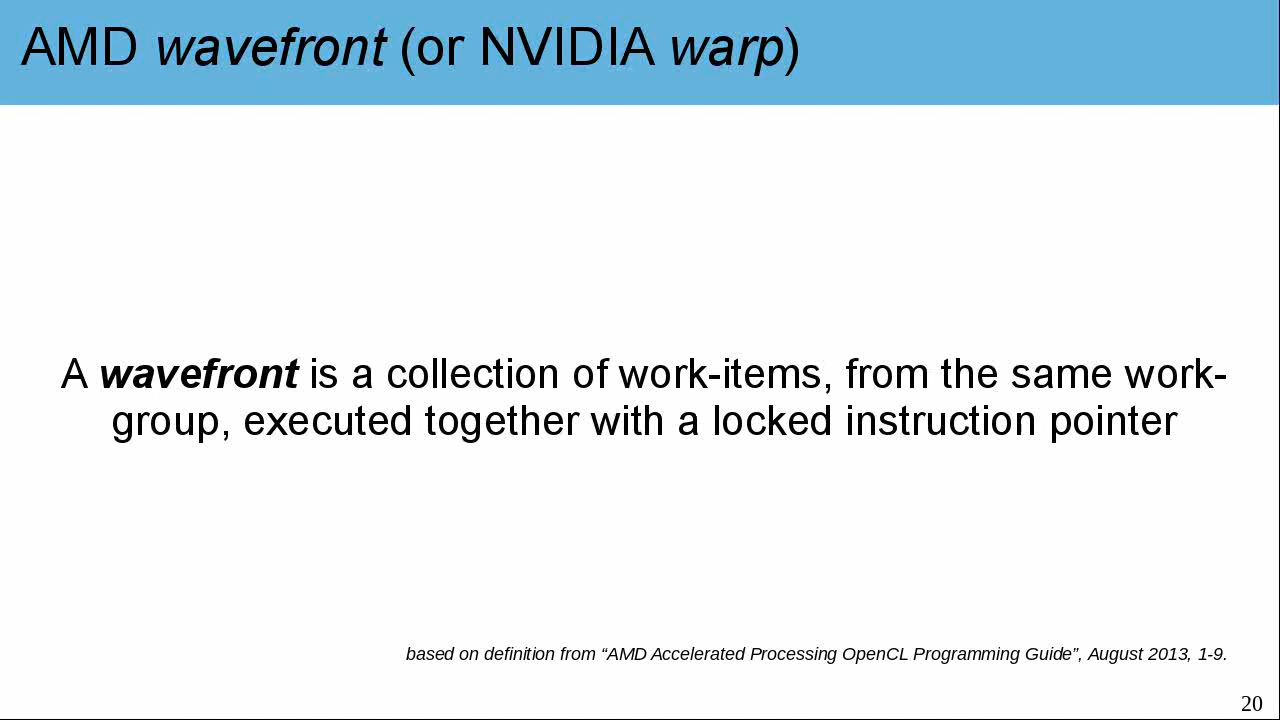 AMD wavefront (or NVIDIA warp)
A wavefront is a collection of work-items, from the same work-
group, executed together with a locked instruction pointer
based on definition from “AMD Accelerated Processing OpenCL Programming Guide”, August 2013, 1-9.
20